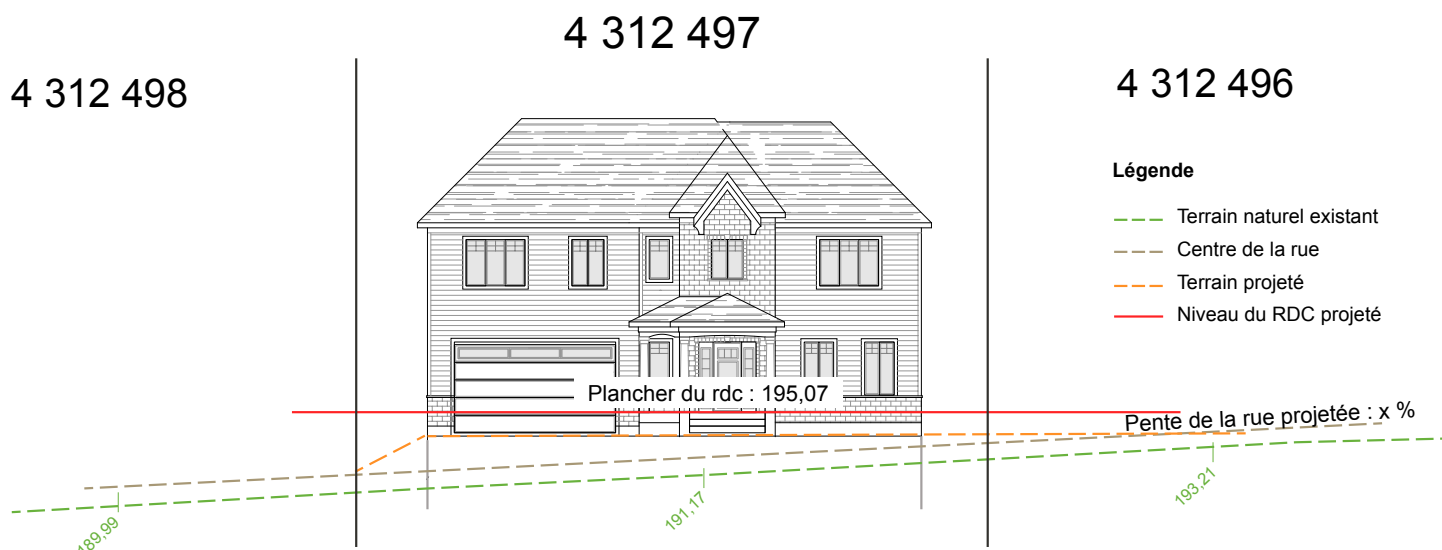 4 312 497
4 312 498
4 312 496
Légende
Terrain naturel existant
Centre de la rue
Terrain projeté
Niveau du RDC projeté
Plancher du rdc : 195,07
Pente de la rue projetée : x %
189,99
191,17
193,21